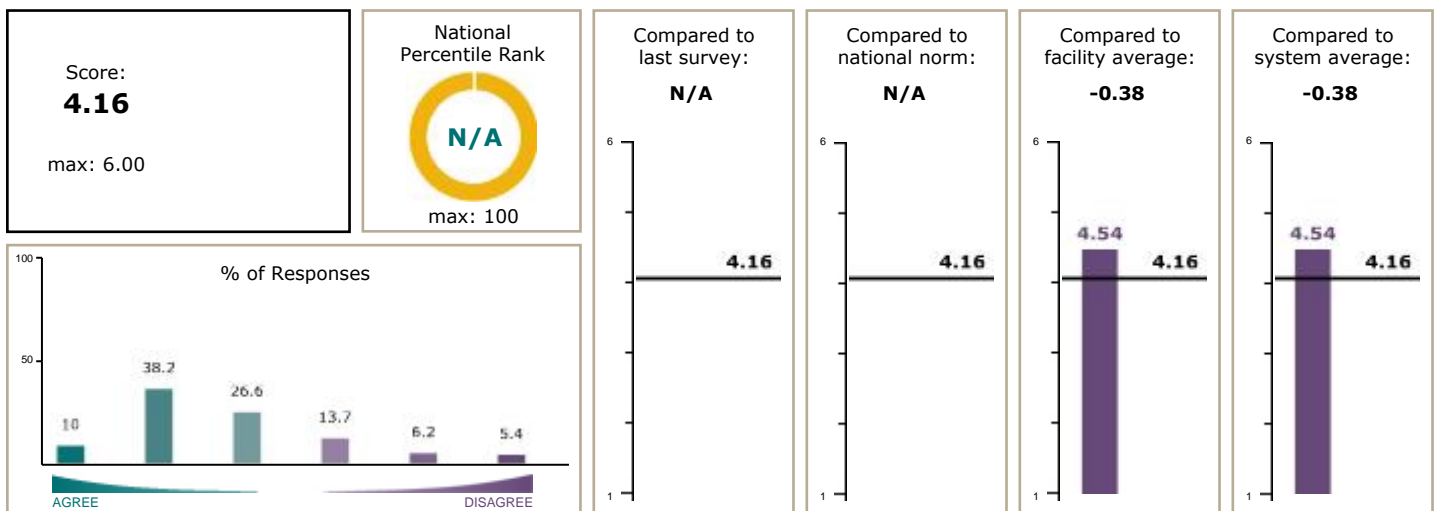 Score:
4.16
max: 6.00
National
Percentile Rank
N/A
max: 100
% of Responses
100
50
10
38.2
26.6
13.7
6.2
5.4
AGREE
DISAGREE
Compared to
last survey:
N/A
6
4.16
1
Compared to
national norm:
N/A
6
4.16
1
Compared to
facility average:
-0.38
6
4.54
4.16
1
Compared to
system average:
-0.38
6
4.54
4.16
1